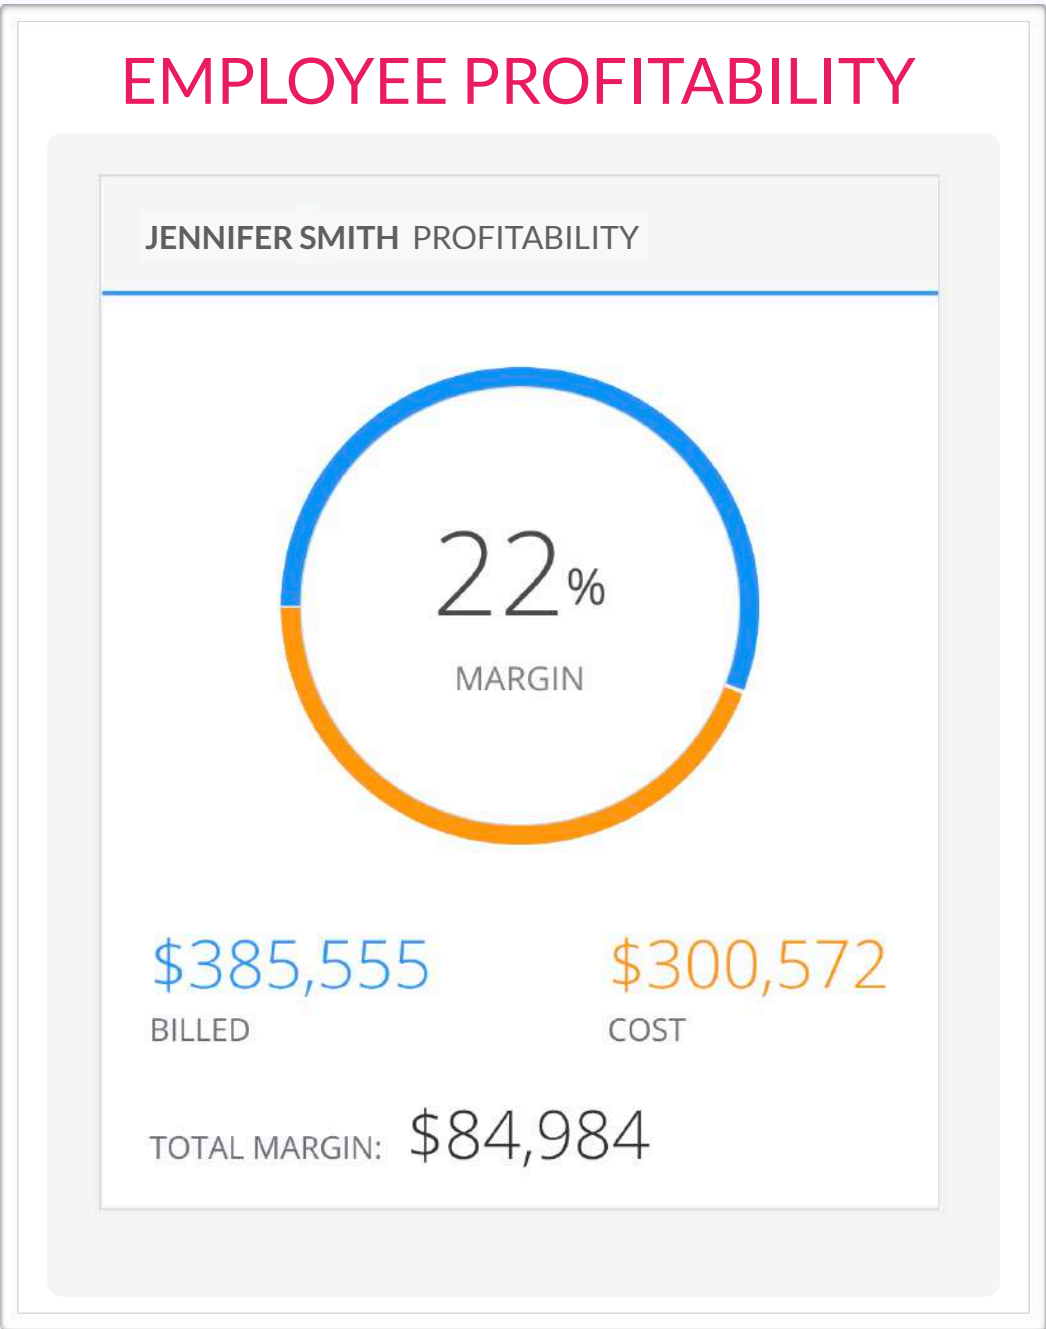 EMPLOYEE PROFITABILITY
JENNIFER SMITH PROFITABILITY
22%
MARGIN
$385,555 $300,572
BILLED COST
TOTAL MARGIN: $84,984